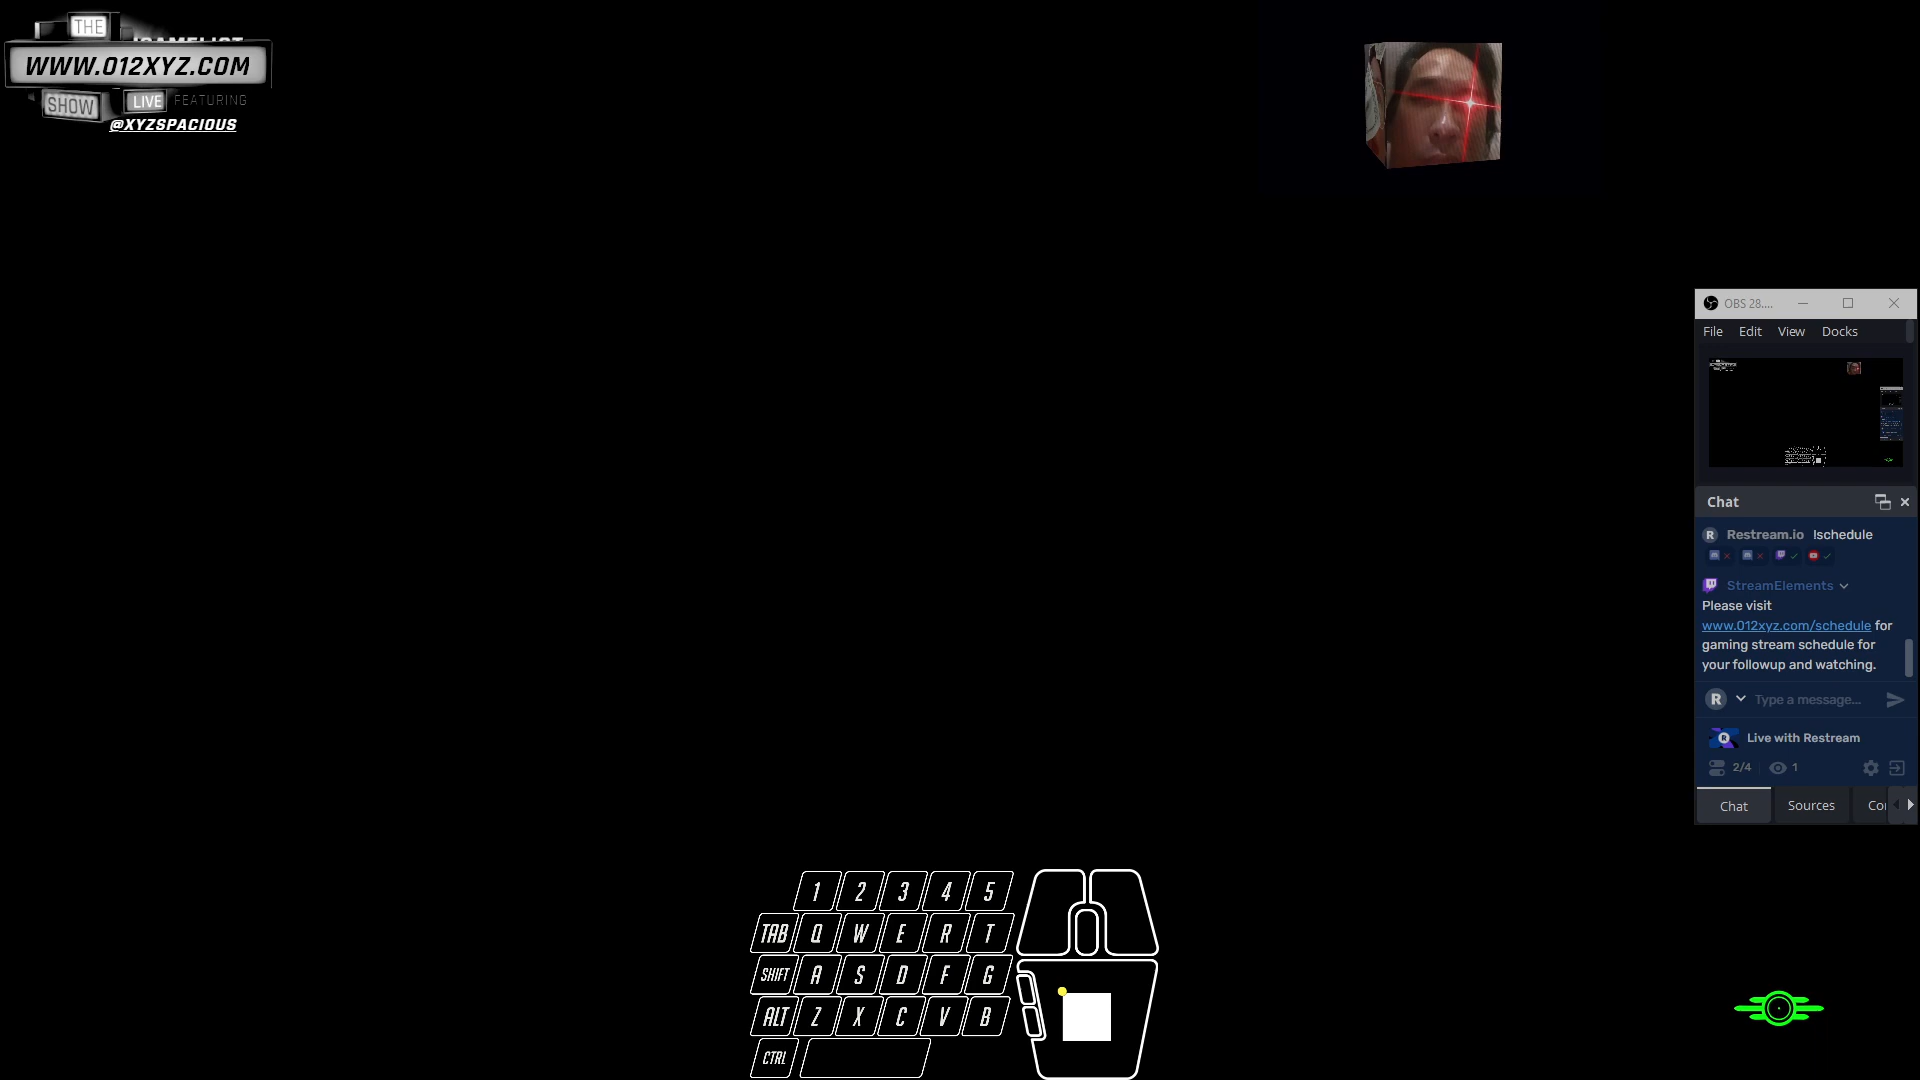 THE
WWW.012XYZ.COM
SHOW LIVE FEATURING
@XYZSPACIOUS
OBS 28....
File Edit View Docks
Chat
Restream.io !schedule
StreamElements
Please visit
www.012xyz.com/schedule for
gaming stream schedule for
your followup and watching.
R Type a message...
Live with Restream
2/4 1
Chat Sources
1 2 3 4 5
TAB Q W E R T
SHIFT A S D F G
ALT Z X C V B
CTRL